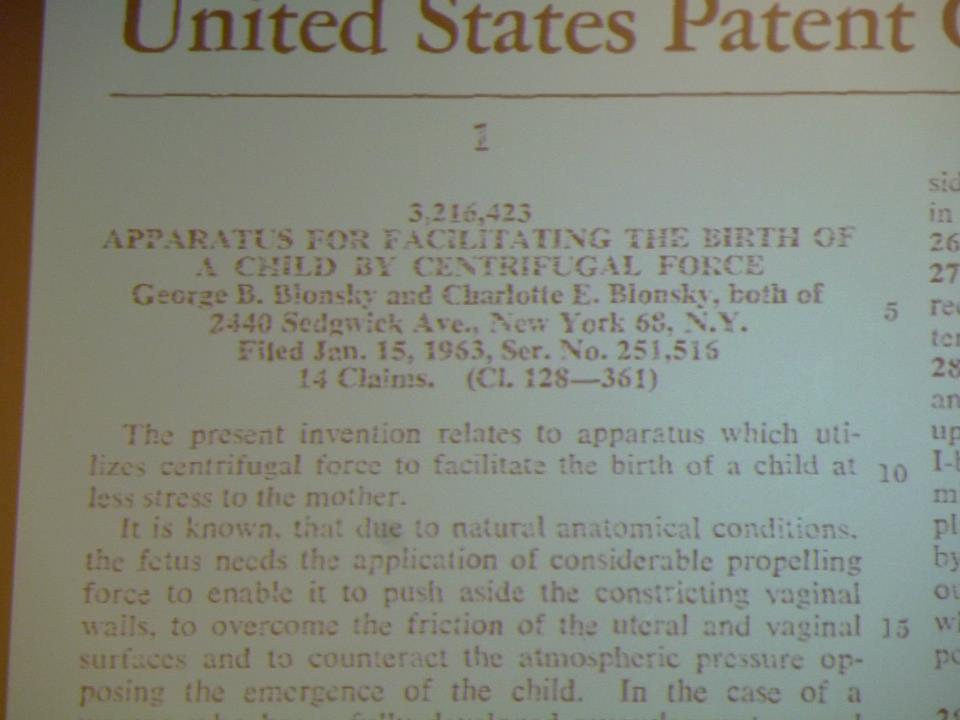 United States Patent
1
3,216,423
APPARATUS FOR FACILITATING THE BIRTH OF
A CHILD BY CENTRIFUGAL FORCE
George B. Blonsky and Charlotte E. Blonsky, both of
2440 Sedgwick Ave., New York 68, N.Y.
Filed Jan. 15, 1963, Ser. No. 251,516
14 Claims. (Cl. 128—361)
The present invention relates to apparatus which uti-
lizes centrifugal force to facilitate the birth of a child at
less stress to the mother.
It is known, that due to natural anatomical conditions,
the fetus needs the application of considerable propelling
force to enable it to push aside the constricting vaginal
walls, to overcome the friction of the uteral and vaginal
surfaces and to counteract the atmospheric pressure op-
posing the emergence of the child. In the case of a
5
10
15
sid
in
26
27
rec
ter
28
an
up
I-b
m
pl
by
ou
wi
po